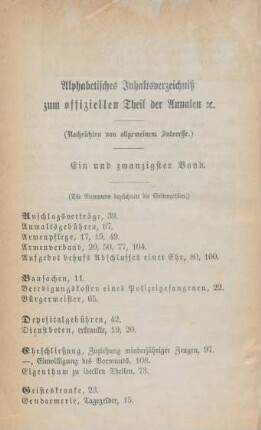 Alphabetisches Inhaltsverzeichniß
zum offiziellen Theil der Annalen ꝛc.
(Nachrichten von allgemeinem Interesse.)
Ein und zwanzigster Band.
(Die Nummern bezeichnen die Seitenzahlen.)
Anschlagsverträge, 39.
Anwaltsgebühren, 67.
Armenpflege, 17, 19, 49.
Armenverband, 20, 50, 77, 104.
Aufgebot behufs Abschlusses einer Ehe, 80, 100.
Bausachen, 11.
Beerdigungskosten eines Polizeigefangenen, 22.
Bürgermeister, 65.
Depositalgebühren, 42.
Dienstboten, erkrankte, 19, 20.
Eheschließung, Zuziehung minderjähriger Zeugen, 97.
—, Einwilligung des Vormunds, 108.
Eigenthum zu ideellen Theilen, 73.
Geisteskranke, 23.
Gendarmerie, Tagegelder, 15.